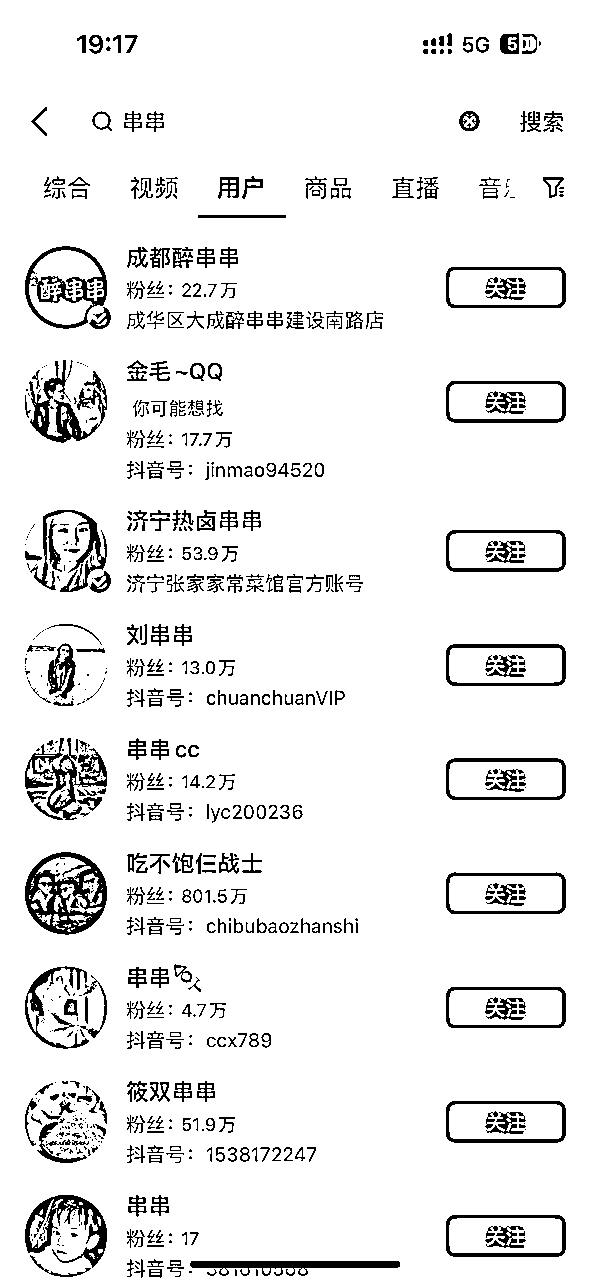 19:17
5G
串串
搜索
综合 视频 用户 商品 直播
醉串串
成都醉串串
粉丝：22.7万
成华区大成醉串串建设南路店
关注
金毛~QQ
你可能想找
粉丝：17.7万
抖音号：jinmao94520
关注
济宁热卤串串
粉丝：53.9万
济宁张家家常菜馆官方账号
关注
刘串串
粉丝：13.0万
抖音号：chuanchuanVIP
关注
串串cc
粉丝：14.2万
抖音号：lyc200236
关注
吃不饱仨战士
粉丝：801.5万
抖音号：chibubaozhanshi
关注
串串
粉丝：4.7万
抖音号：ccx789
关注
筱双串串
粉丝：51.9万
抖音号：1538172247
关注
串串
粉丝：17
抖音号：
关注